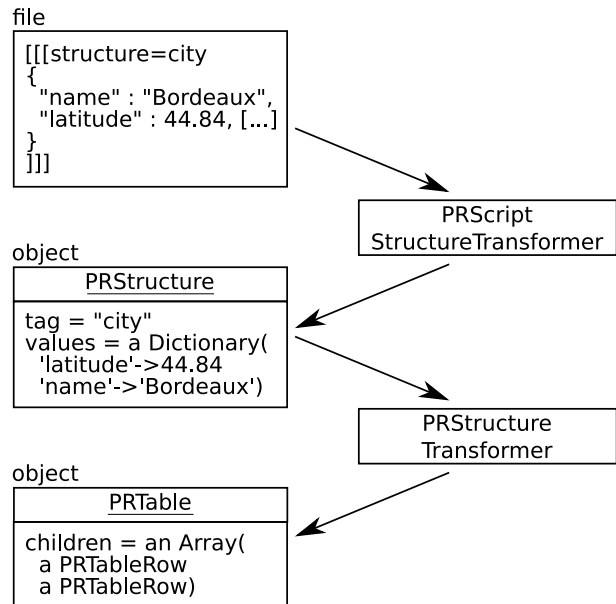 file
[[[structure=city
{
"name" : "Bordeaux",
"latitude" : 44.84, [...]
}
]]]
PRScript
StructureTransformer
object
PRStructure
tag = "city"
values = a Dictionary(
'latitude'->44.84
'name'->'Bordeaux')
PRStructure
Transformer
object
PRTable
children = an Array(
a PRTableRow
a PRTableRow)